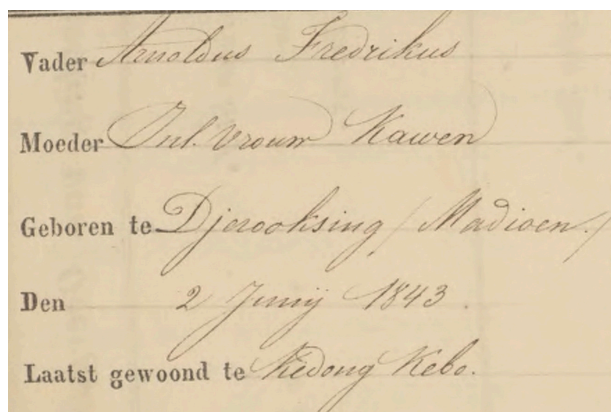 Vader Arnoldus Fredrikus
Moeder Inl. vrouw Kawen
Geboren te Djerooksing / Madioen /
Den 2 Junij 1843.
Laatst gewoond te Kedong Kebo.